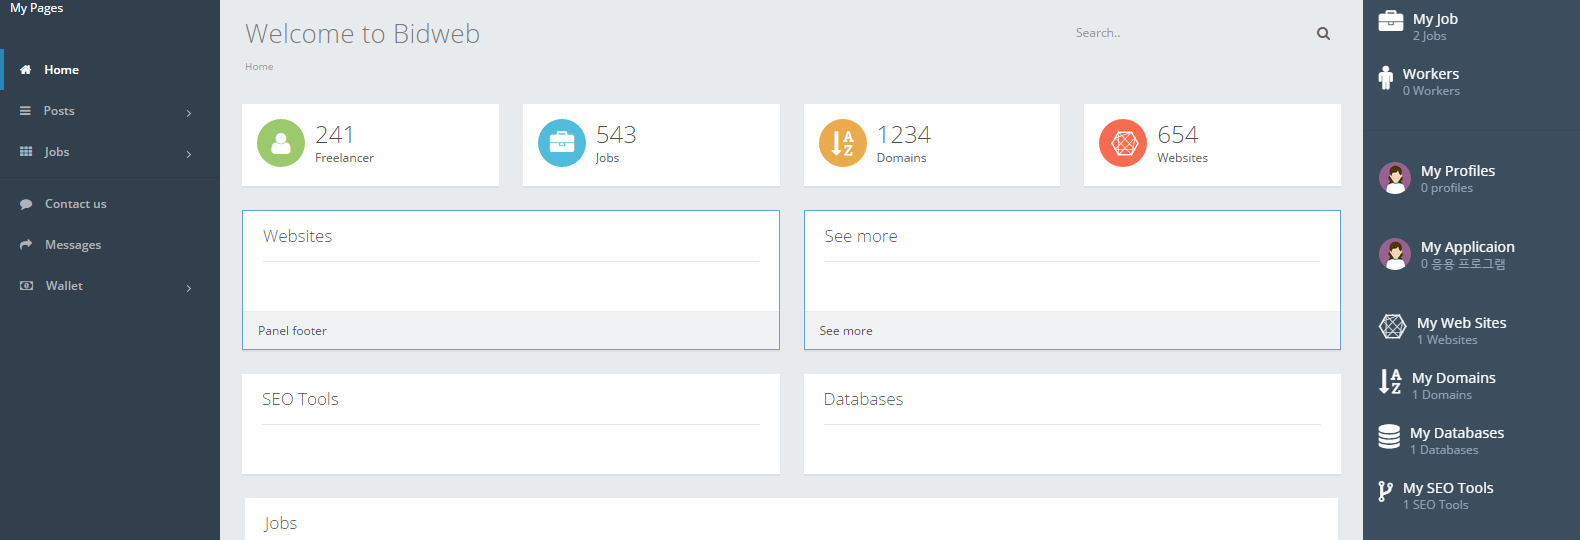 My Pages
Home
Posts
Jobs
Contact us
Messages
Wallet
Welcome to Bidweb
Search..
Home
241
Freelancer
543
Jobs
1234
Domains
654
Websites
Websites
Panel footer
See more
See more
SEO Tools
Databases
Jobs
My Job
2 Jobs
Workers
0 Workers
My Profiles
0 profiles
My Applicaion
0 응용 프로그램
My Web Sites
1 Websites
My Domains
1 Domains
My Databases
1 Databases
My SEO Tools
1 SEO Tools